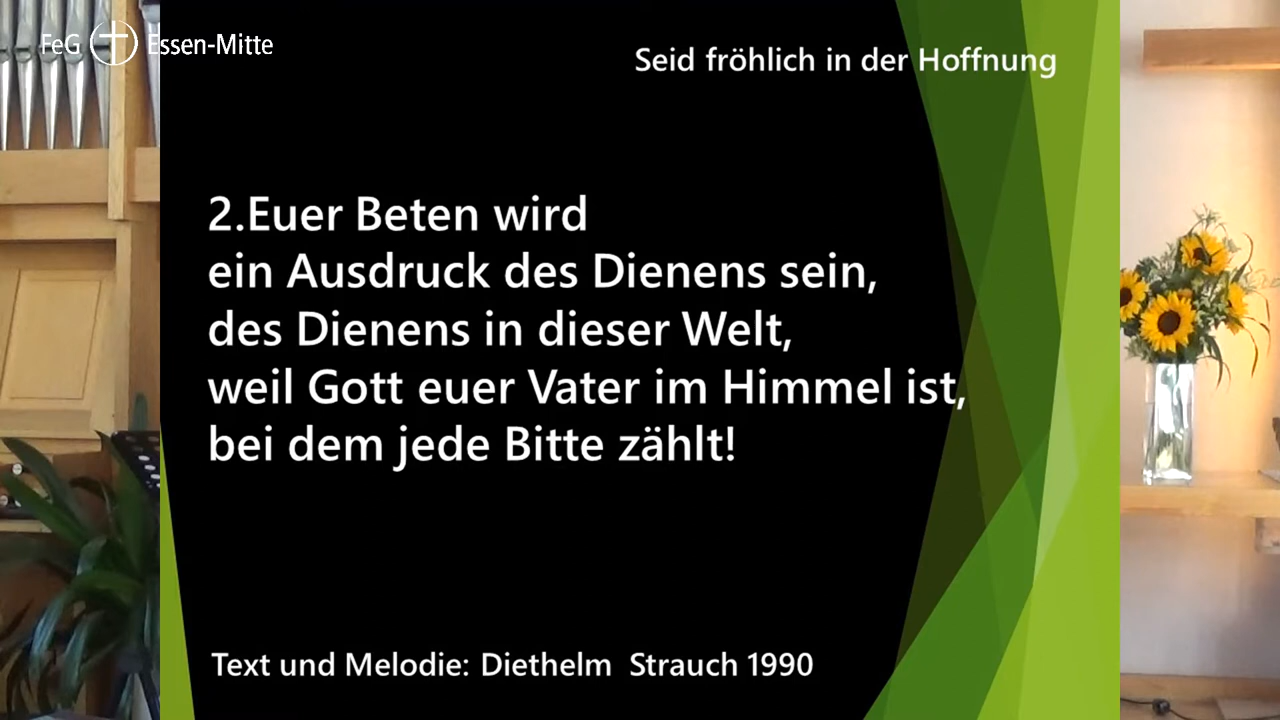 FeG Essen-Mitte
Seid fröhlich in der Hoffnung
2.Euer Beten wird
ein Ausdruck des Dienens sein,
des Dienens in dieser Welt,
weil Gott euer Vater im Himmel ist,
bei dem jede Bitte zählt!
Text und Melodie: Diethelm  Strauch 1990